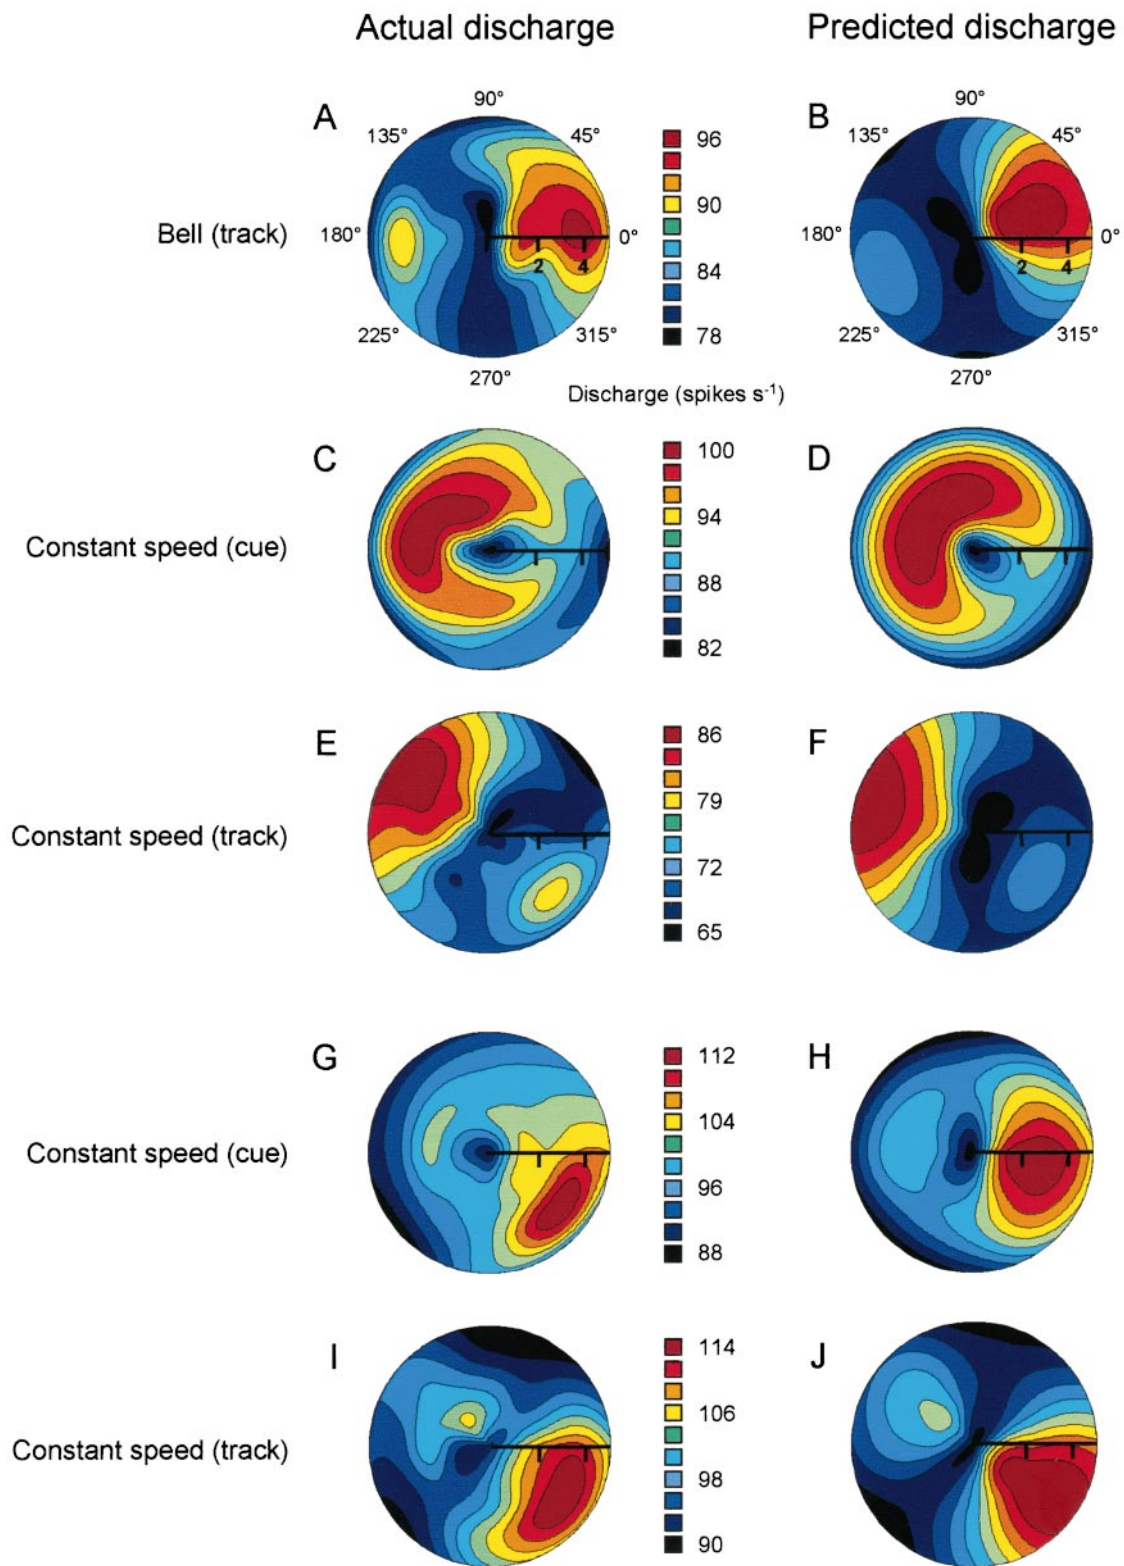 Actual discharge
Predicted discharge
A
90°
135°
45°
Bell (track)
180°
0°
2
4
225°
315°
270°
96
90
84
78
B
90°
135°
45°
180°
0°
2
4
225°
315°
270°
Discharge (spikes s-1)
C
Constant speed (cue)
100
94
88
82
D
E
Constant speed (track)
86
79
72
65
F
G
Constant speed (cue)
112
104
96
88
H
I
Constant speed (track)
114
106
98
90
J